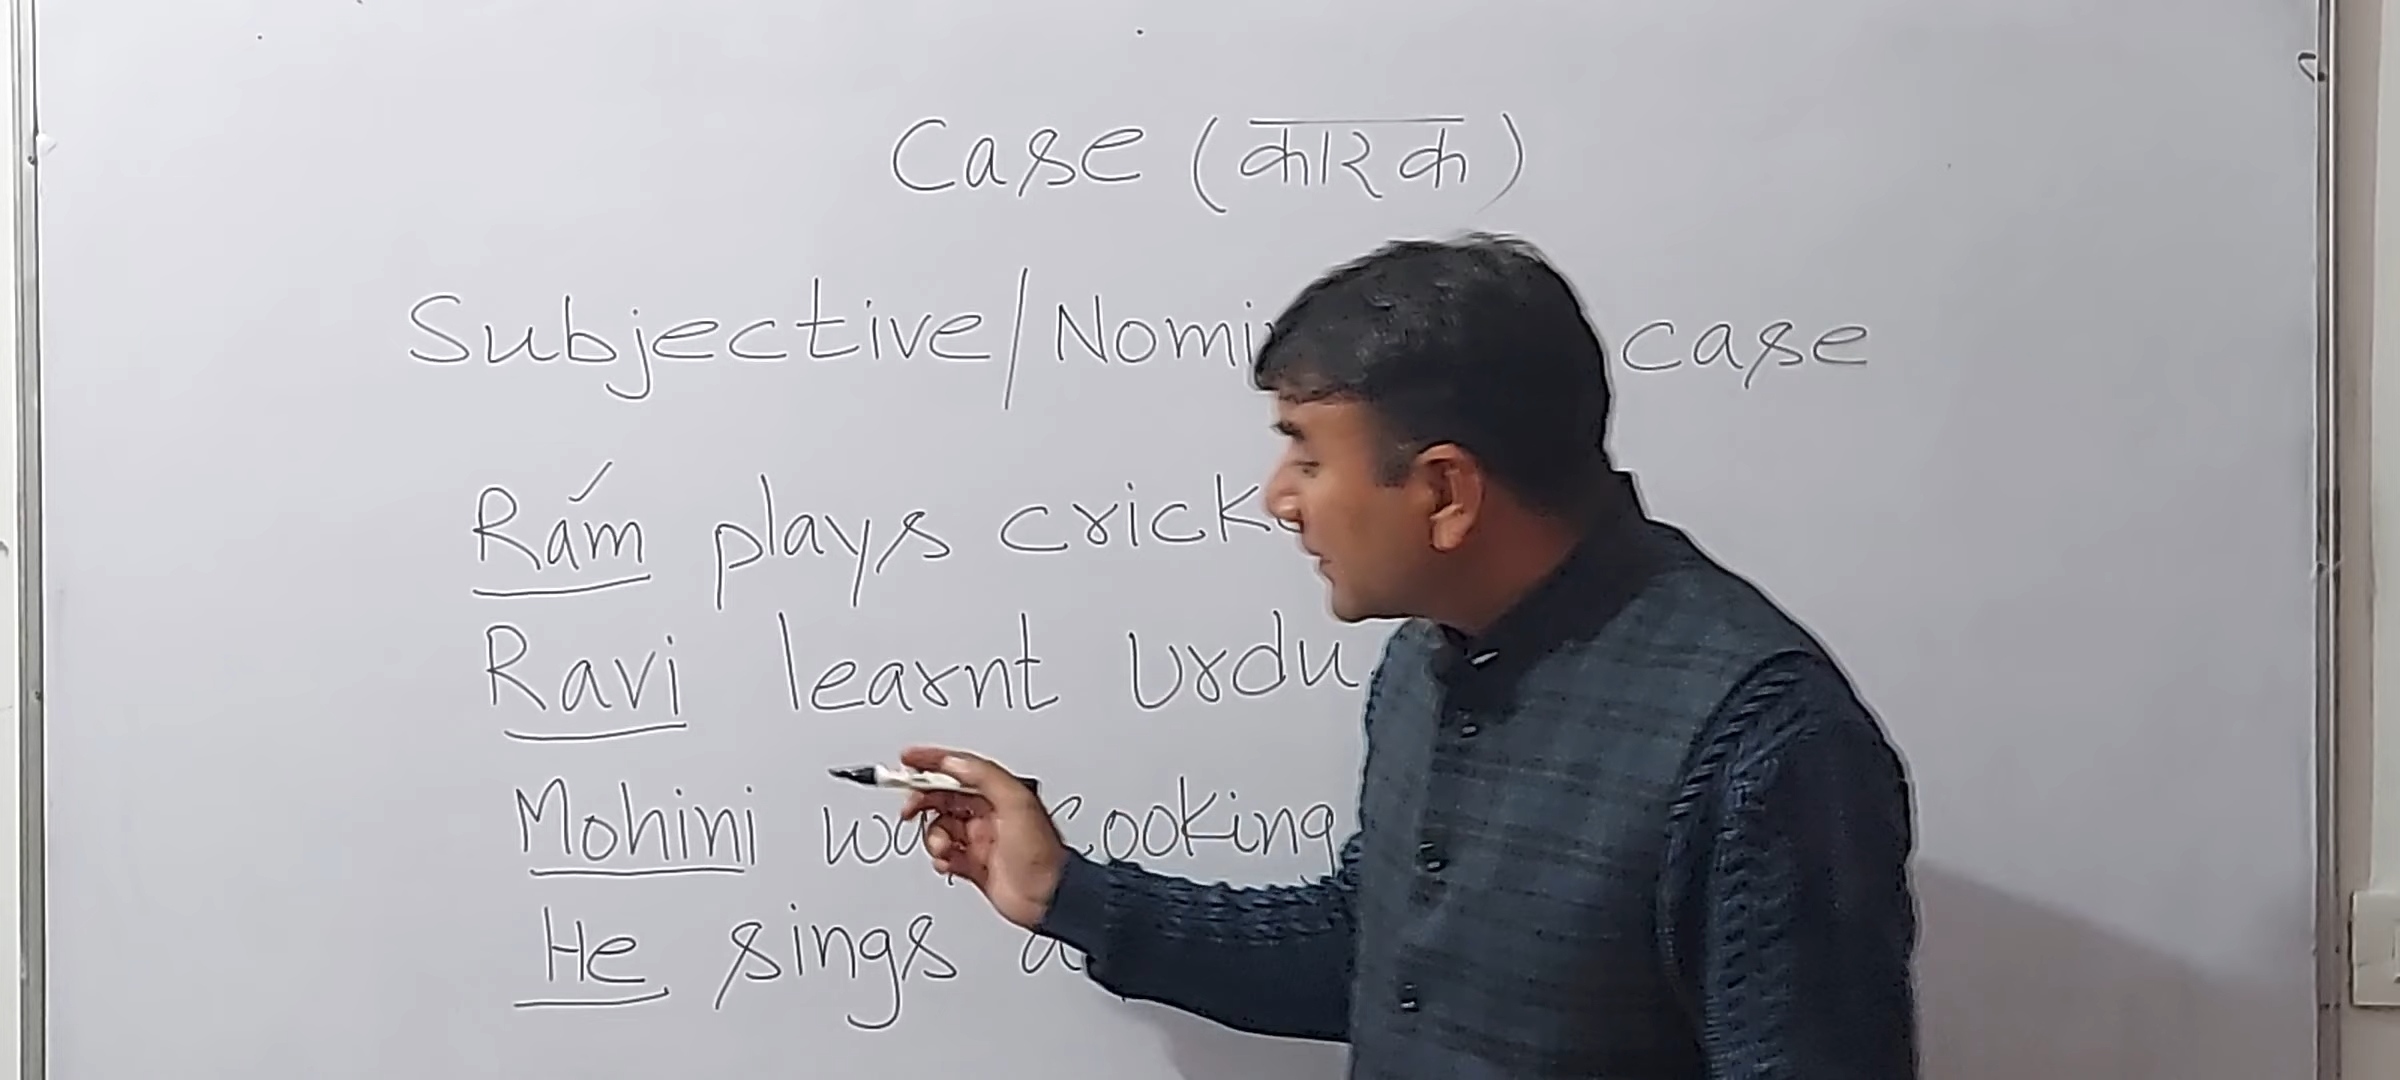 Case (कारक)
Subjective/Nomi case
Ram plays crick
Ravi learnt Urdu.
Mohini wa cooking
He sings a